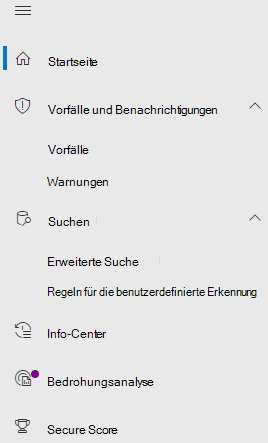 Startseite
Vorfälle und Benachrichtigungen
Vorfälle
Warnungen
Suchen
Erweiterte Suche
Regeln für die benutzerdefinierte Erkennung
Info-Center
Bedrohungsanalyse
Secure Score